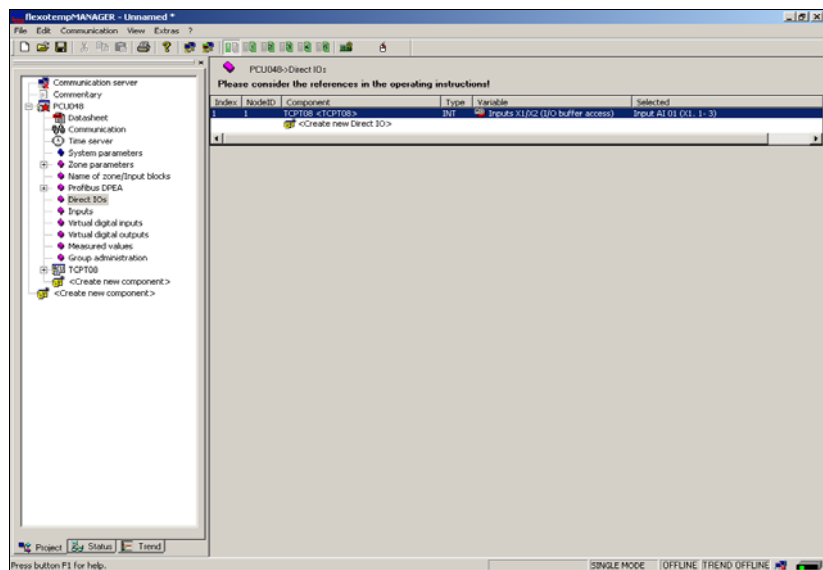 flexotempMANAGER - Unnamed *
File Edit Communication View Extras ?
PCU048->Direct IOs
Please consider the references in the operating instructions!
Index NodeID Component Type Variable Selected
1 1 TCPT08 <TCPT08> INT Inputs X1/X2 (I/O buffer access) Input AI 01 (X1. 1- 3)
<Create new Direct IO>
Communication server
Commentary
PCU048
Datasheet
Communication
Time server
System parameters
Zone parameters
Name of zone/Input blocks
Profibus DPEA
Direct IOs
Inputs
Virtual digital inputs
Virtual digital outputs
Measured values
Group administration
TCPT08
<Create new component>
<Create new component>
Project Status Trend
Press button F1 for help. SINGLE MODE OFFLINE TREND OFFLINE